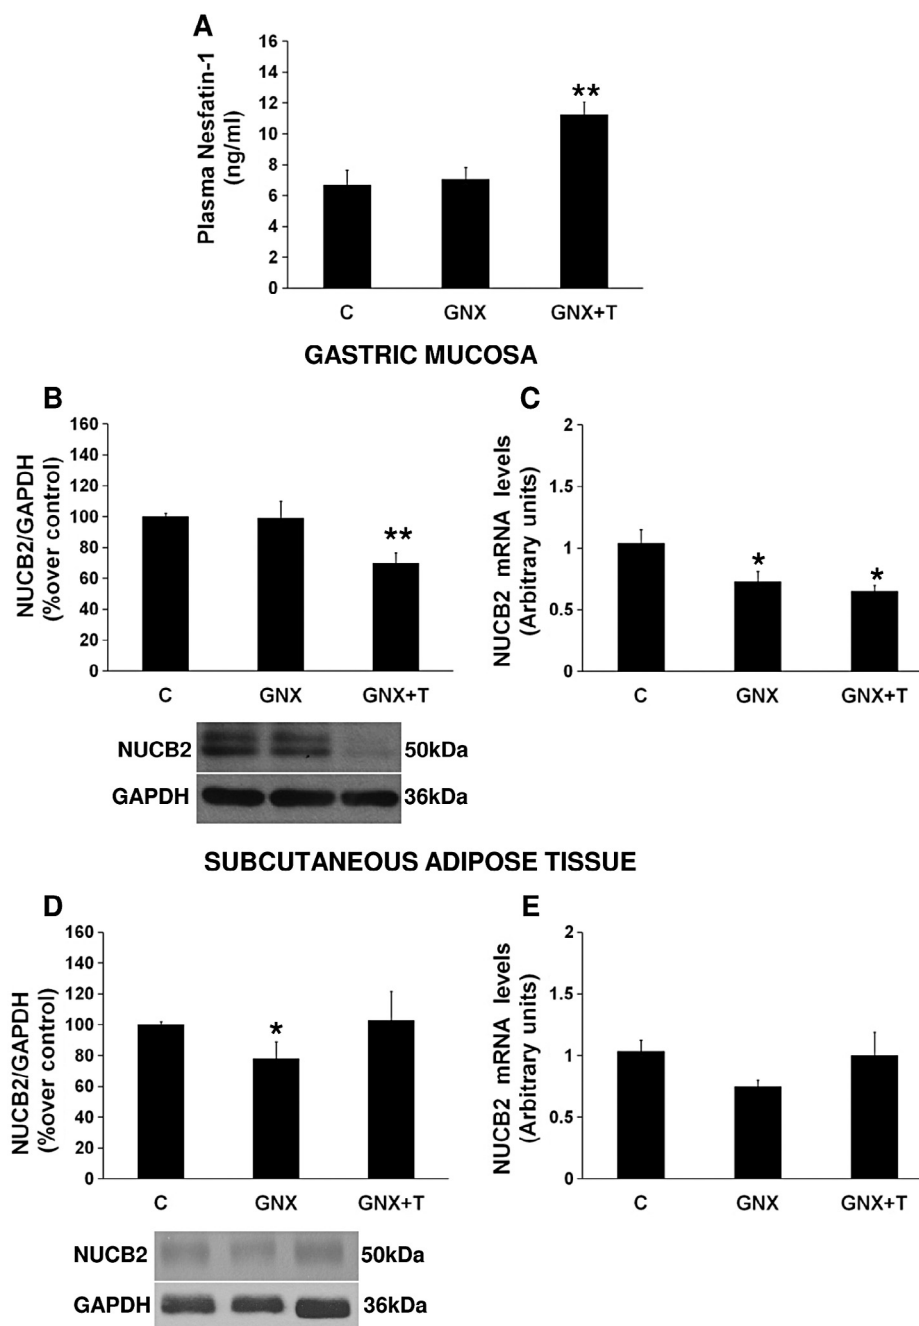 A
Plasma Nesfatin-1
(ng/ml)
16
14
12
10
8
6
4
2
0
**
C GNX GNX+T
GASTRIC MUCOSA
B
NUCB2/GAPDH
(%over control)
160
140
120
100
80
60
40
20
0
**
C GNX GNX+T
NUCB2 50kDa
GAPDH 36kDa
C
NUCB2 mRNA levels
(Arbitrary units)
2
1.5
1
0.5
0
* *
C GNX GNX+T
SUBCUTANEOUS ADIPOSE TISSUE
D
NUCB2/GAPDH
(%over control)
160
140
120
100
80
60
40
20
0
*
C GNX GNX+T
NUCB2 50kDa
GAPDH 36kDa
E
NUCB2 mRNA levels
(Arbitrary units)
2
1.5
1
0.5
0
C GNX GNX+T